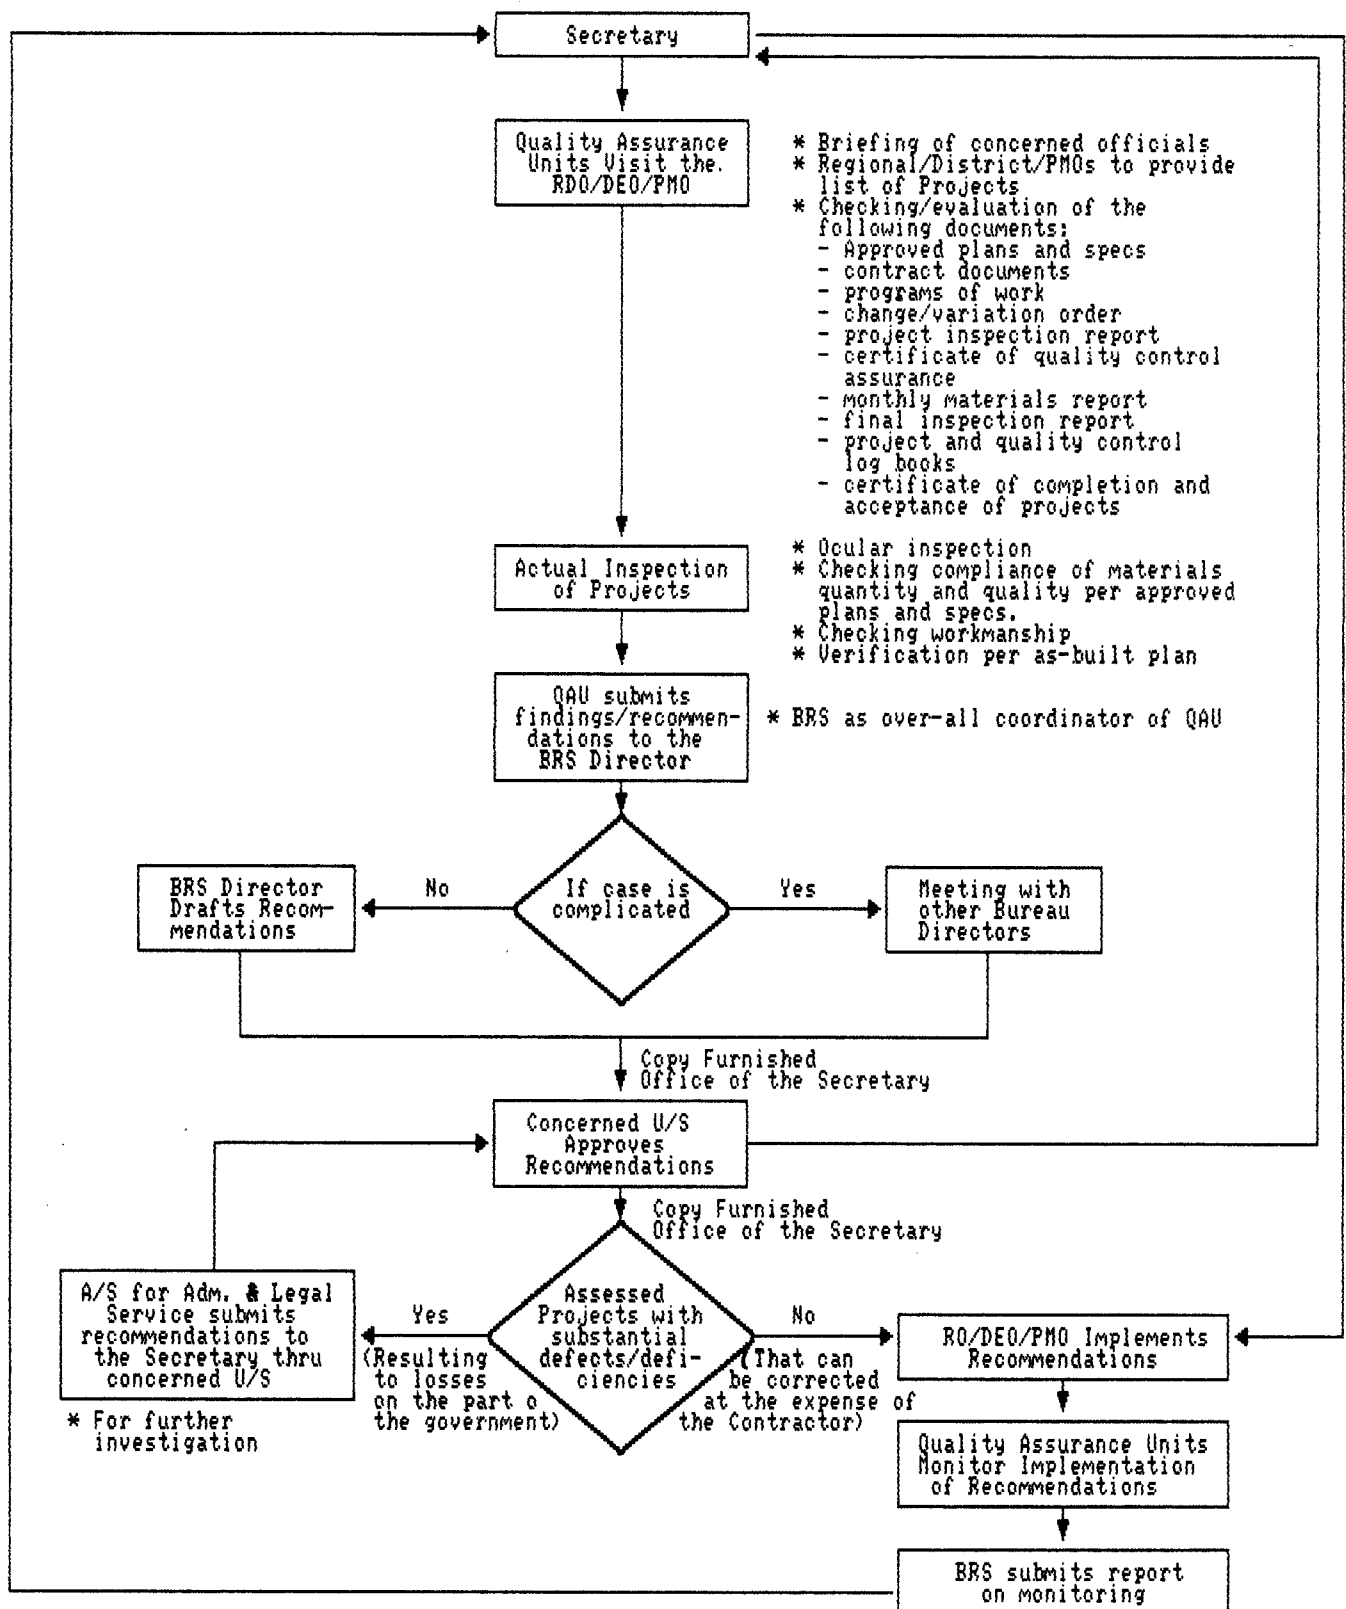 Secretary
Quality Assurance
Units Visit the.
RDO/DEO/PMO
* Briefing of concerned officials
* Regional/District/PMOs to provide
list of Projects
* Checking/evaluation of the
following documents:
- Approved plans and specs
- contract documents
- programs of work
- change/variation order
- project inspection report
- certificate of quality control
assurance
- monthly materials report
- final inspection report
- project and quality control
log books
- certificate of completion and
acceptance of projects
Actual Inspection
of Projects
* Ocular inspection
* Checking compliance of materials
quantity and quality per approved
plans and specs.
* Checking workmanship
* Verification per as-built plan
QAU submits
findings/recommen-
dations to the
BRS Director
* BRS as over-all coordinator of QAU
BRS Director
Drafts Recom-
mendations
No
If case is
complicated
Yes
Meeting with
other Bureau
Directors
Copy Furnished
Office of the Secretary
Concerned U/S
Approves
Recommendations
Copy Furnished
Office of the Secretary
A/S for Adm. & Legal
Service submits
recommendations to
the Secretary thru
concerned U/S
* For further
investigation
Yes
(Resulting
to losses
on the part o
the government)
Assessed
Projects with
substantial
defects/defi-
ciencies
No
(That can
be corrected
at the expense of
the Contractor)
RO/DEO/PMO Implements
Recommendations
Quality Assurance Units
Monitor Implementation
of Recommendations
BRS submits report
on monitoring